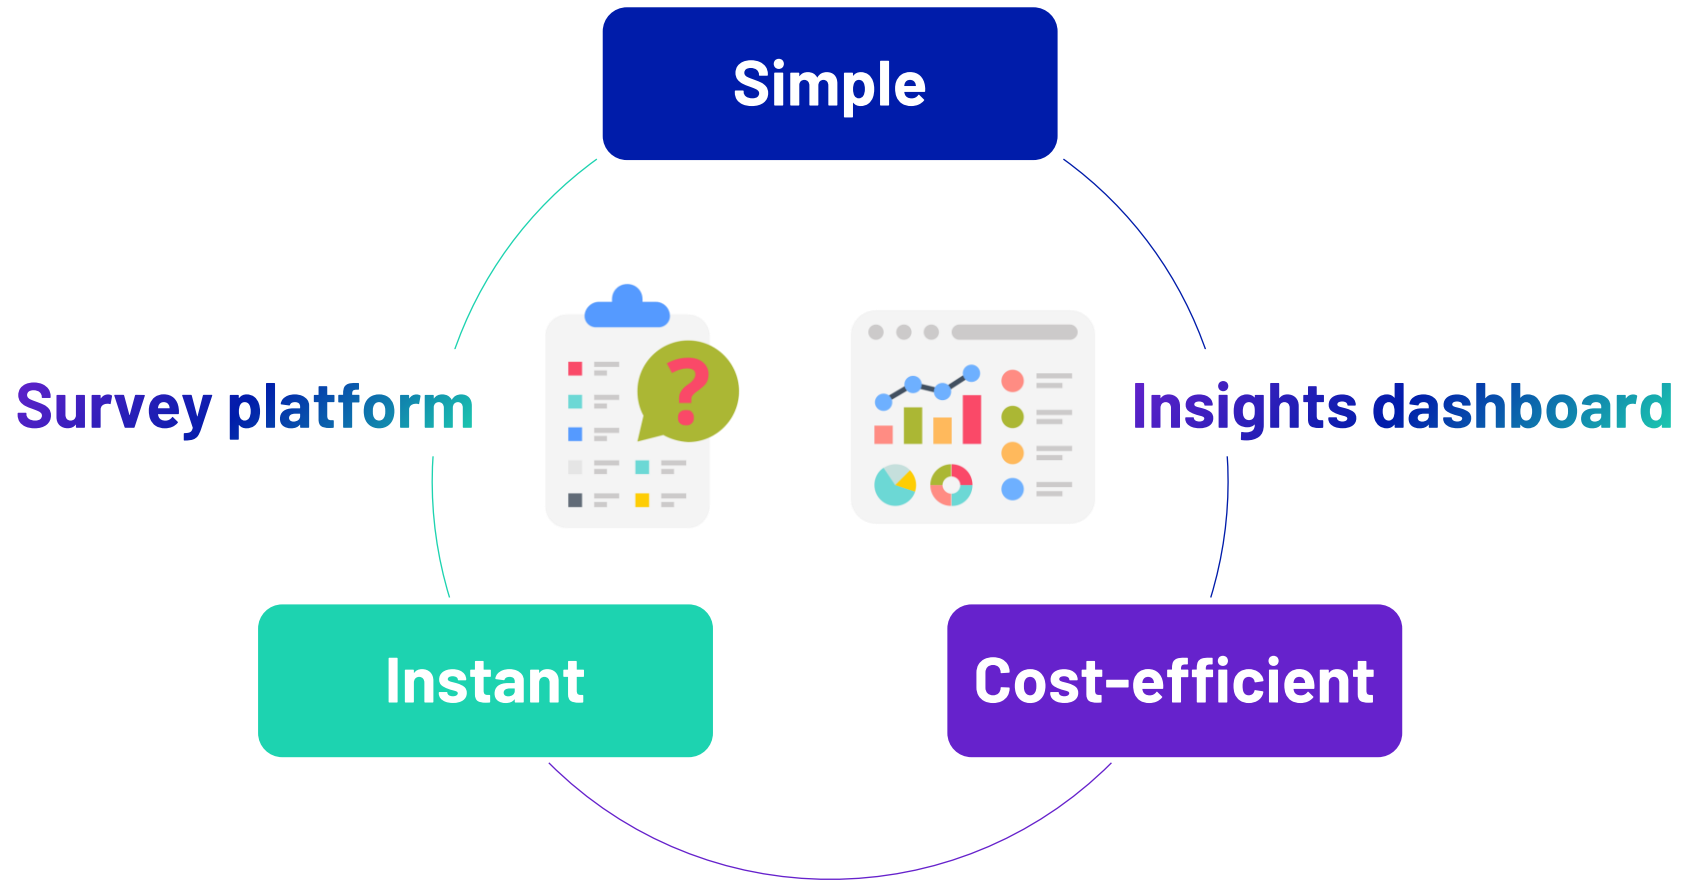 Simple
Survey platform
?
Insights dashboard
Instant
Cost-efficient